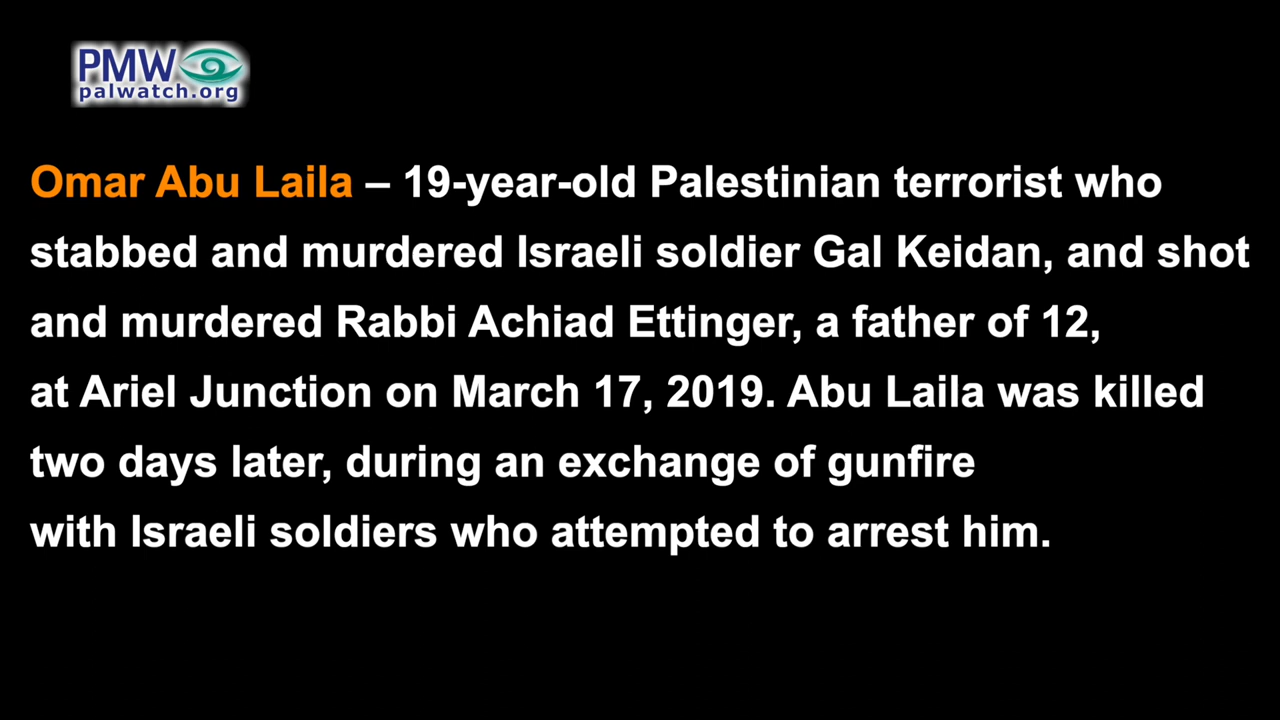 PMW
palwatch.org
Omar Abu Laila – 19-year-old Palestinian terrorist who
stabbed and murdered Israeli soldier Gal Keidan, and shot
and murdered Rabbi Achiad Ettinger, a father of 12,
at Ariel Junction on March 17, 2019. Abu Laila was killed
two days later, during an exchange of gunfire
with Israeli soldiers who attempted to arrest him.